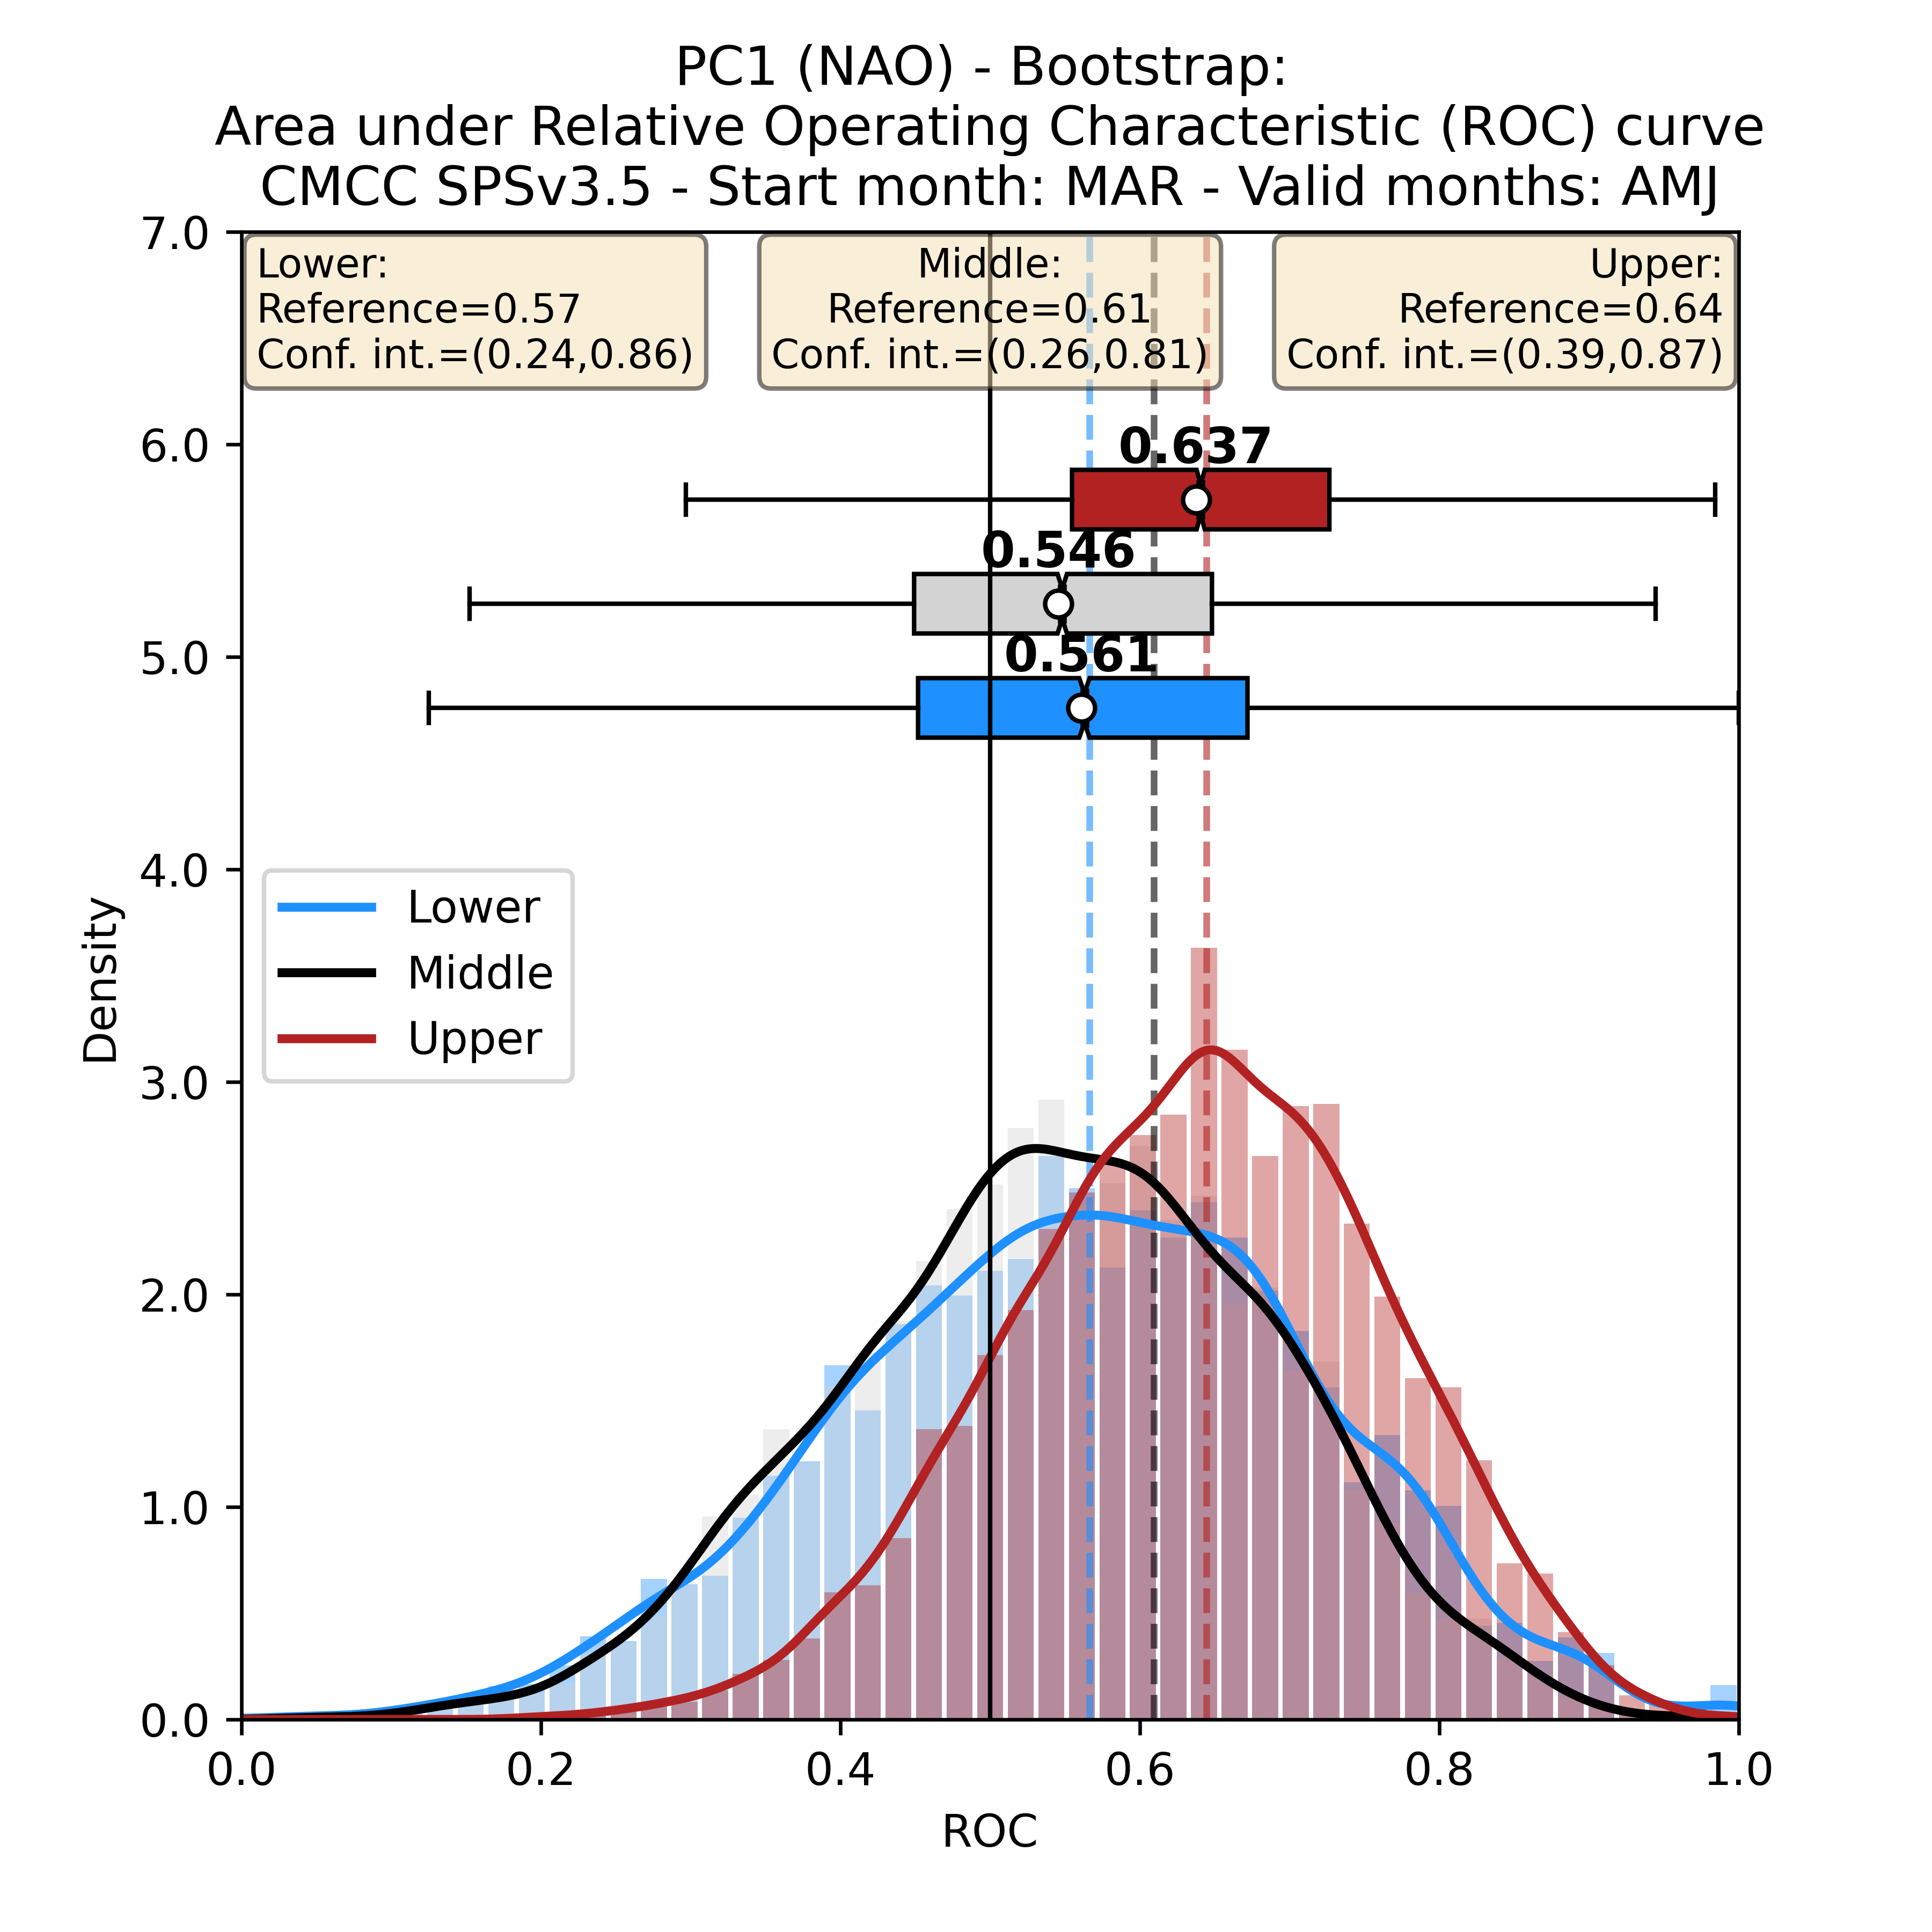 PC1 (NAO) - Bootstrap:
Area under Relative Operating Characteristic (ROC) curve
CMCC SPSv3.5 - Start month: MAR - Valid months: AMJ
Lower:
Reference=0.57
Conf. int.=(0.24,0.86)
Middle:
Reference=0.61
Conf. int.=(0.26,0.81)
Upper:
Reference=0.64
Conf. int.=(0.39,0.87)
0.637
0.546
0.561
Lower
Middle
Upper
Density
7.0
6.0
5.0
4.0
3.0
2.0
1.0
0.0
0.0 0.2 0.4 0.6 0.8 1.0
ROC